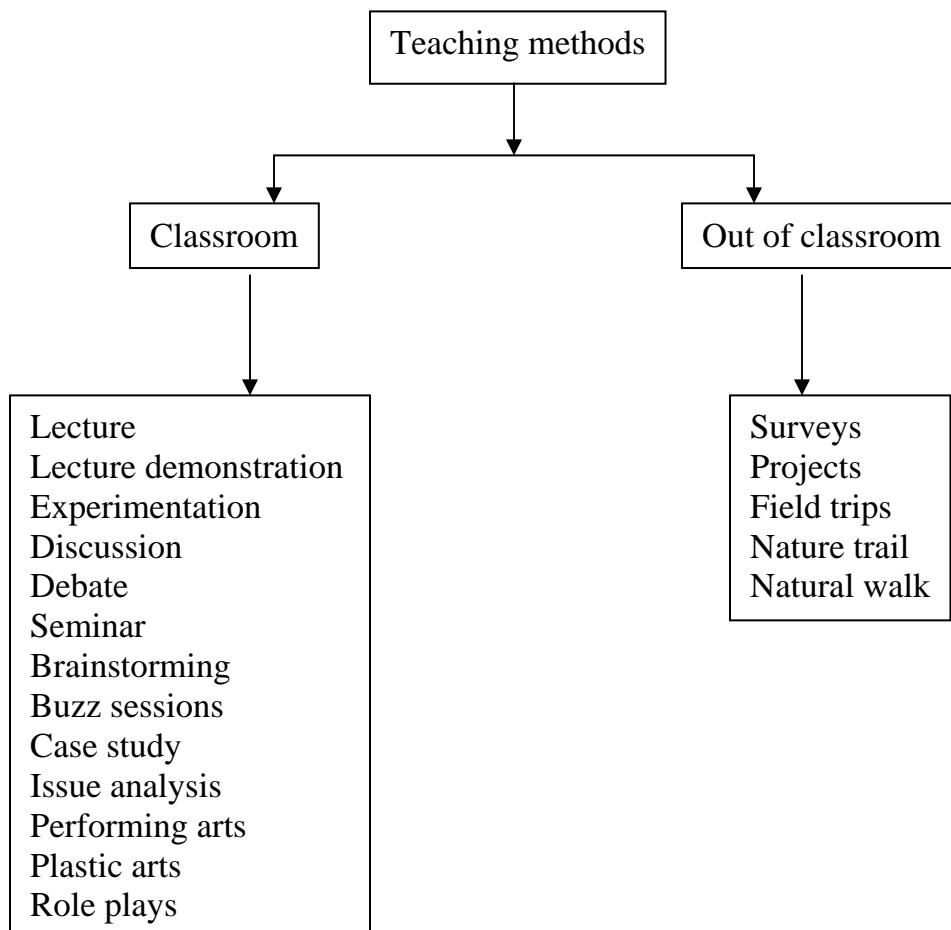 Teaching methods
Classroom
Out of classroom
Lecture
Lecture demonstration
Experimentation
Discussion
Debate
Seminar
Brainstorming
Buzz sessions
Case study
Issue analysis
Performing arts
Plastic arts
Role plays
Surveys
Projects
Field trips
Nature trail
Natural walk